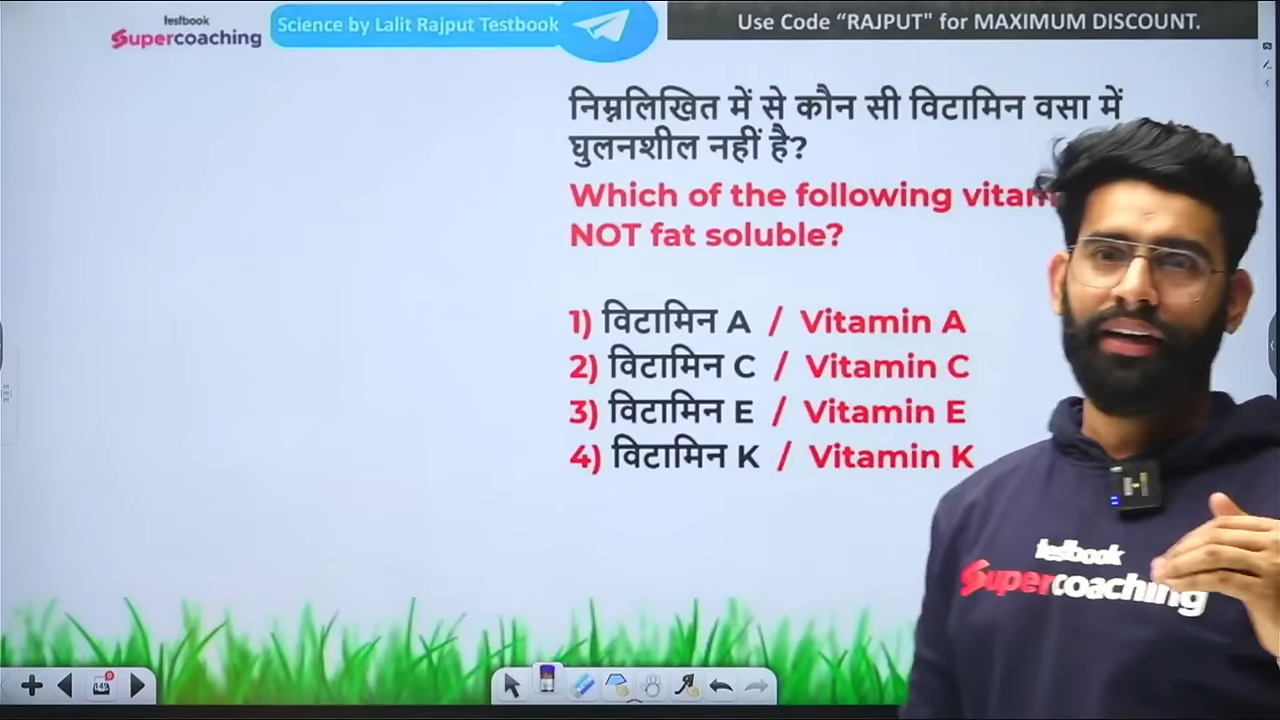 testbook
Supercoaching
Science by Lalit Rajput Testbook
Use Code “RAJPUT" for MAXIMUM DISCOUNT.
निम्नलिखित में से कौन सी विटामिन वसा में
घुलनशील नहीं है?
Which of the following
NOT fat soluble?
1) विटामिन A / Vitamin A
2) विटामिन C / Vitamin C
3) विटामिन E / Vitamin E
4) विटामिन K / Vitamin K
testbook
Supercoaching